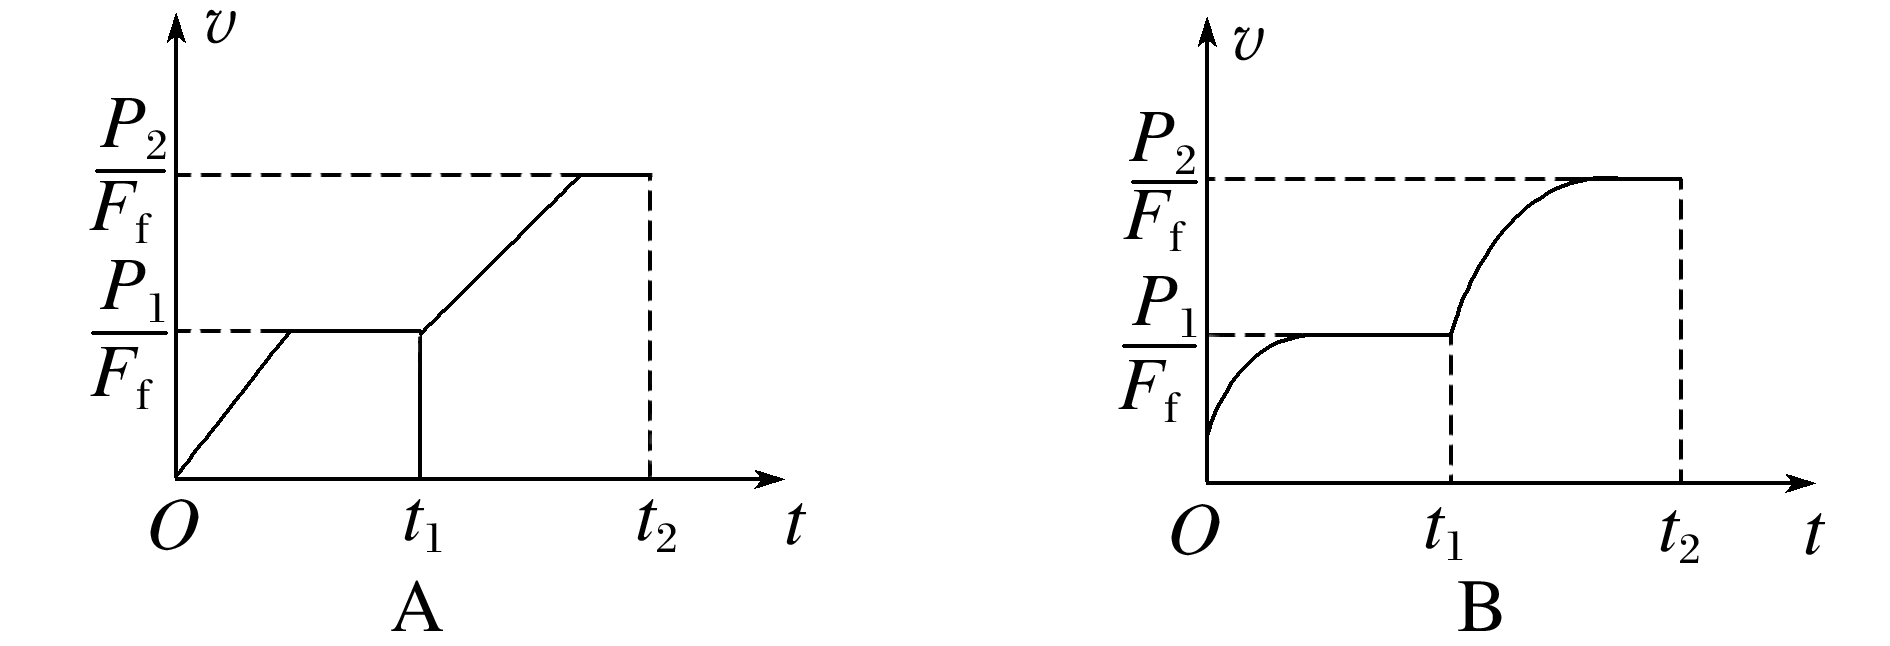 v
P₂/F_f
P₁/F_f
O t₁ t₂ t
A
v
P₂/F_f
P₁/F_f
O t₁ t₂ t
B